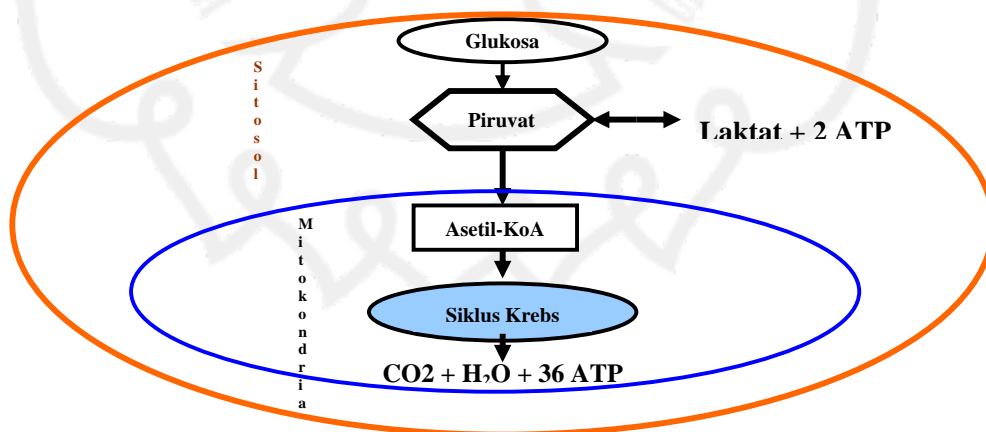 Glukosa
Sitosol
Piruvat
Laktat + 2 ATP
Asetil-KoA
Mitokondria
Siklus Krebs
CO2 + H₂O + 36 ATP